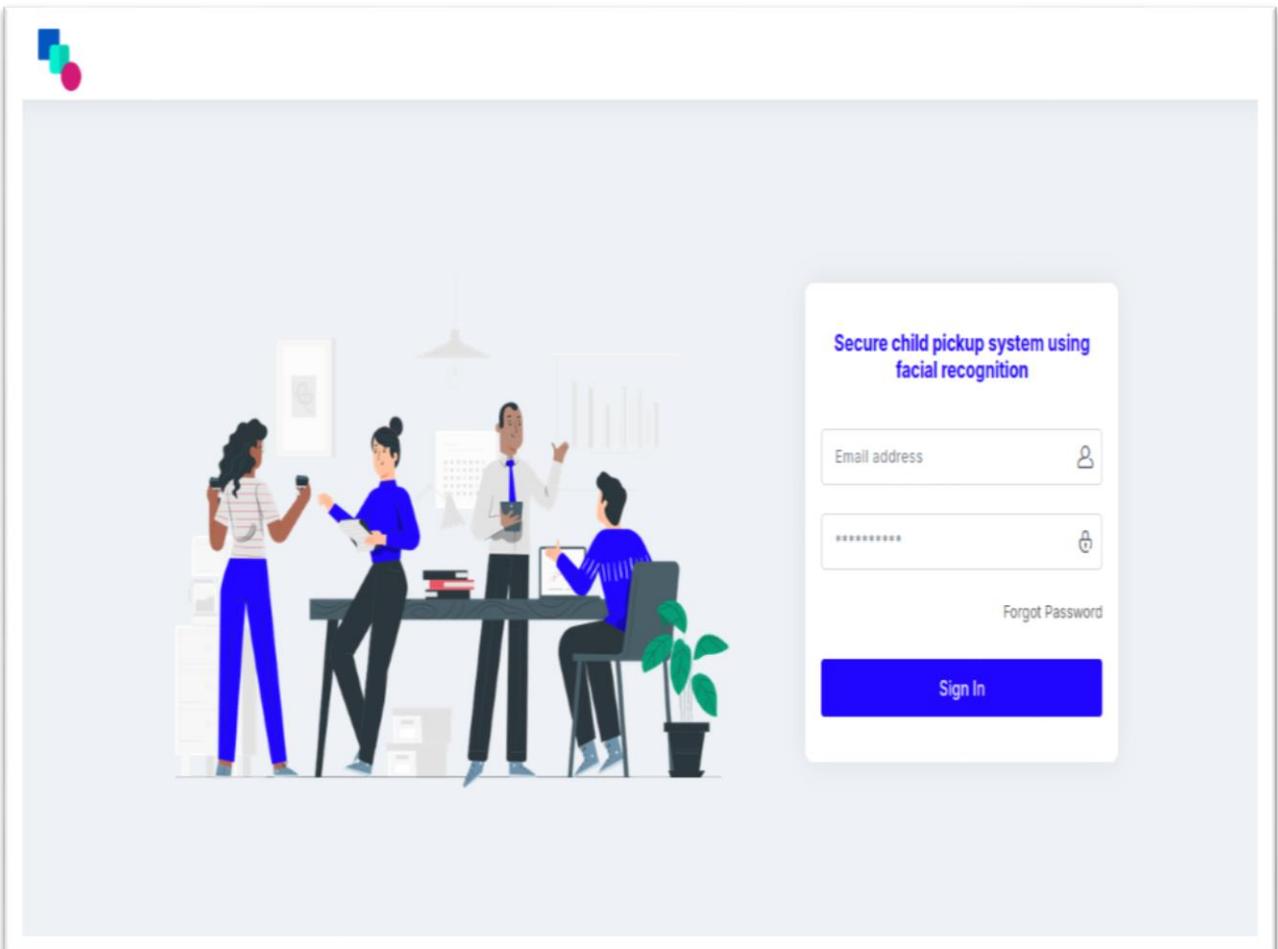 Secure child pickup system using
facial recognition
Email address
**********
Forgot Password
Sign In